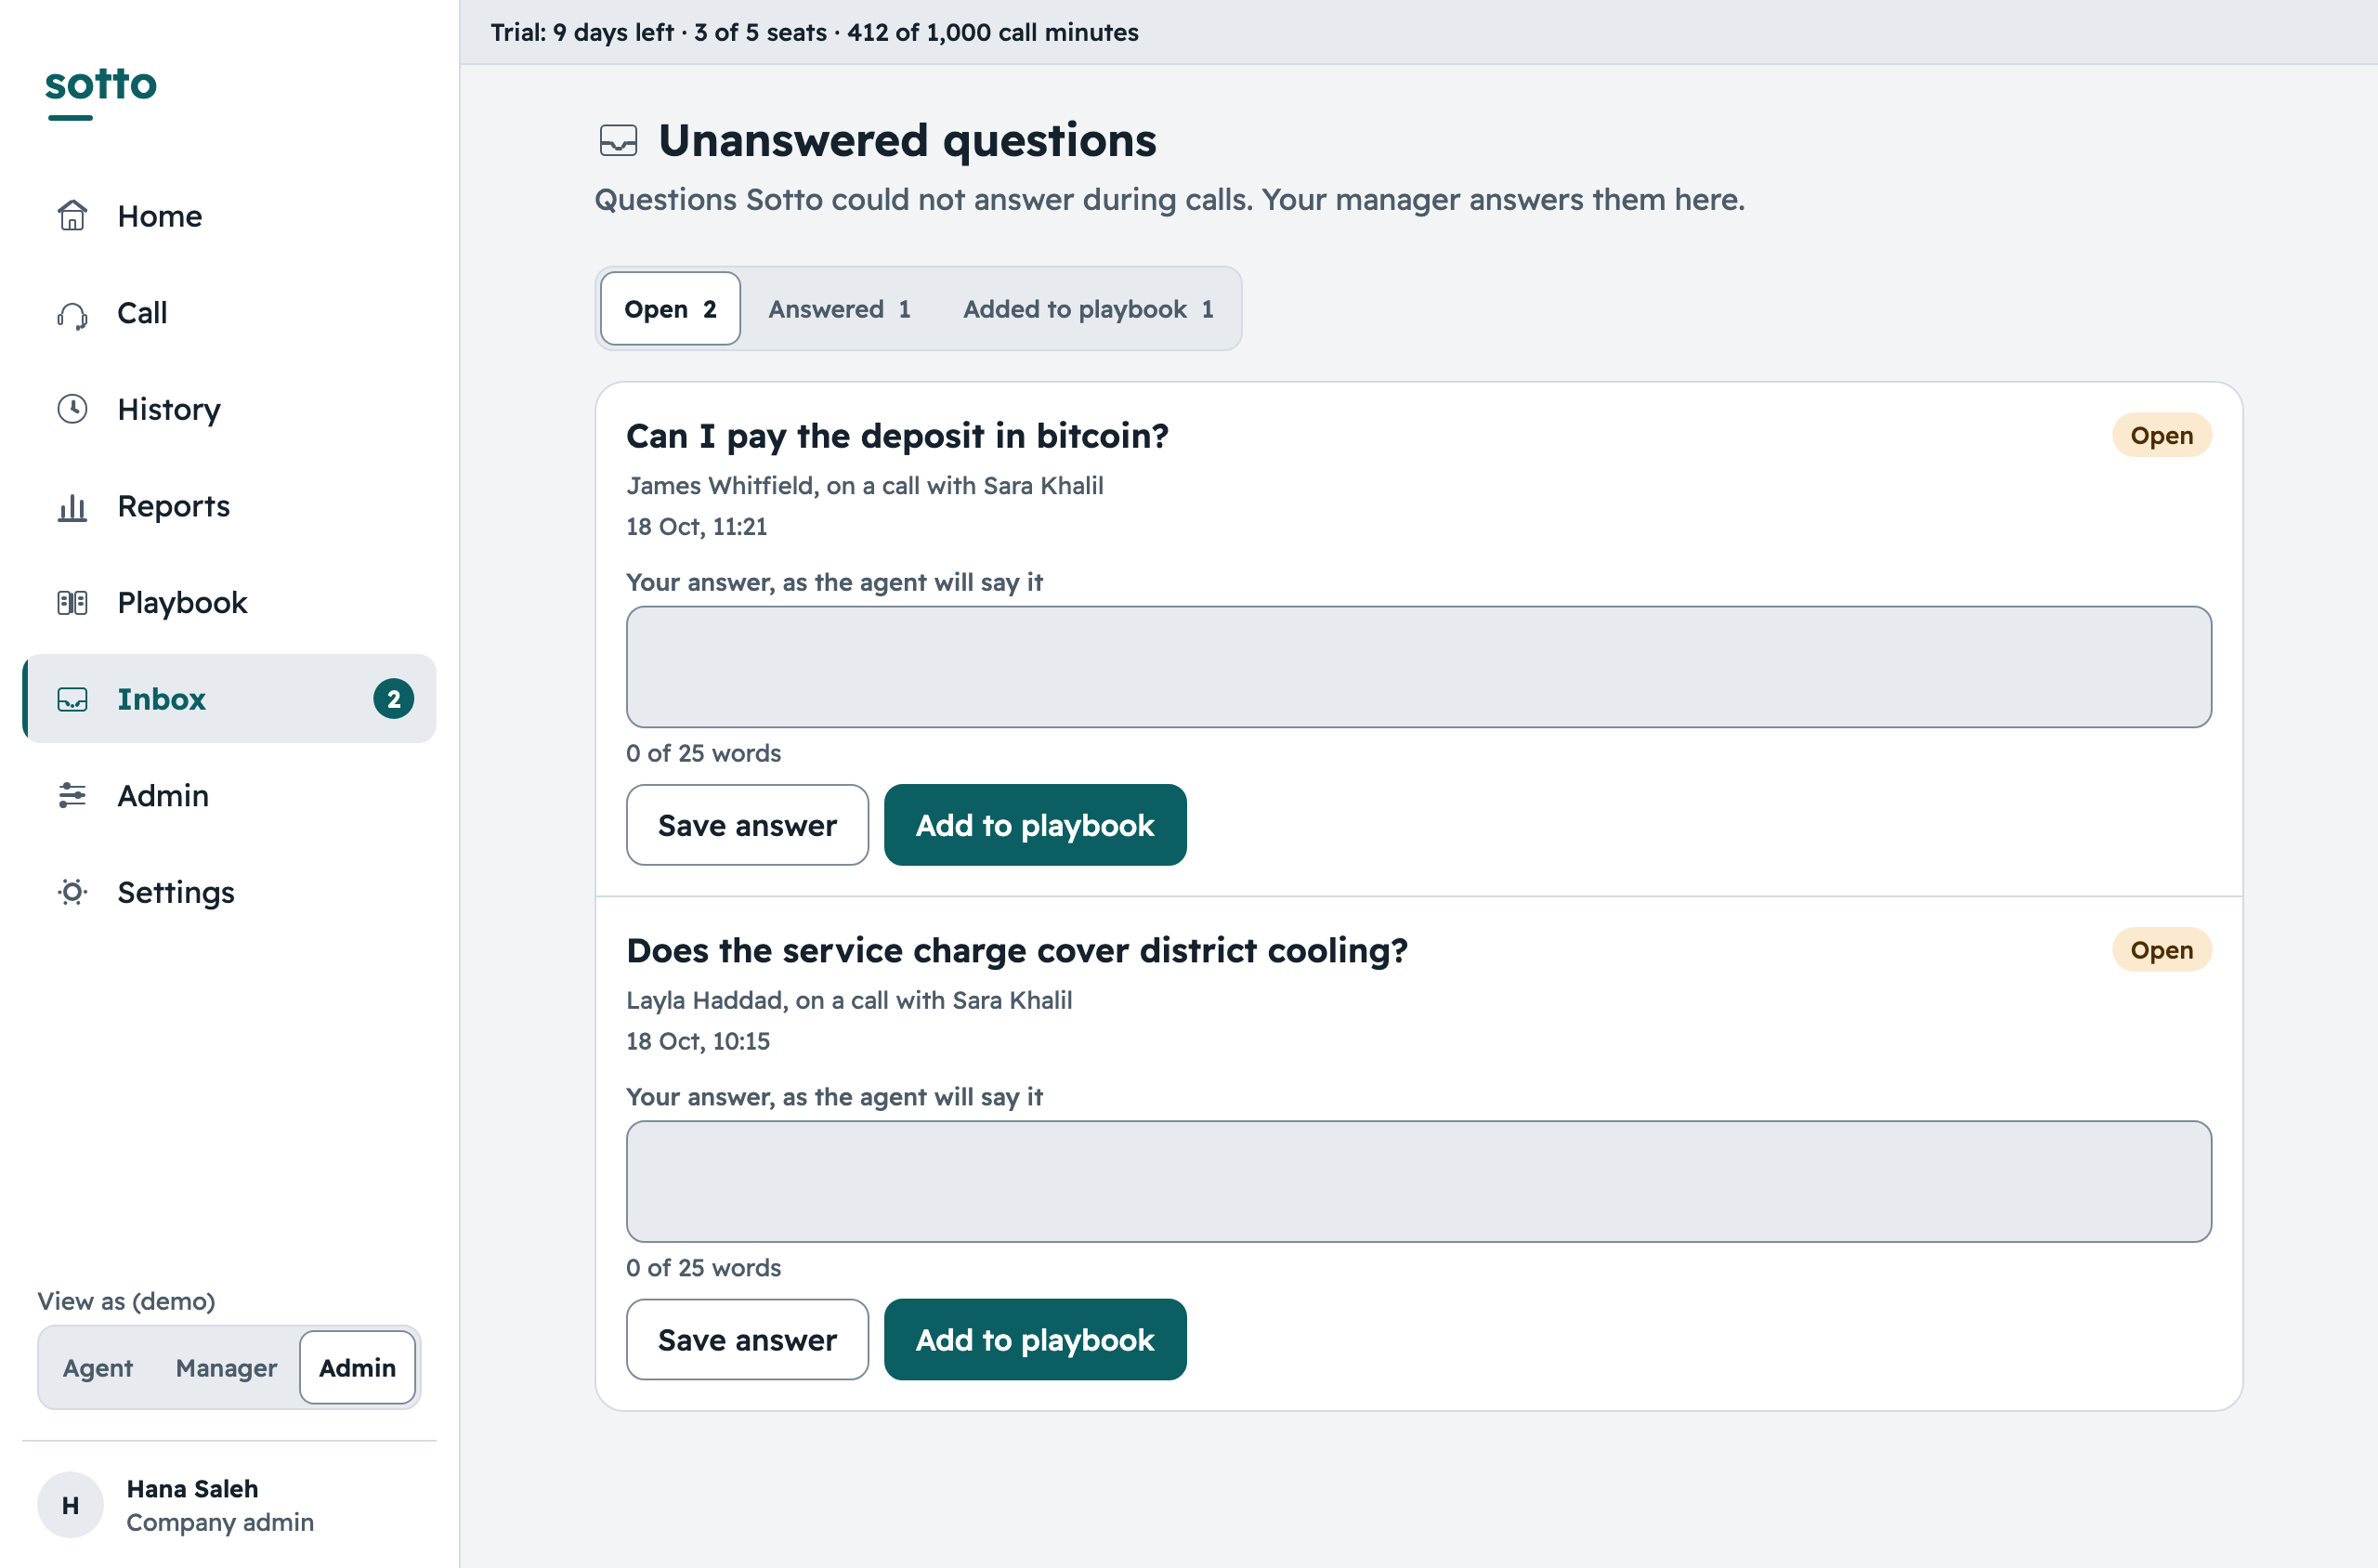 sotto
Home
Call
History
Reports
Playbook
Inbox 2
Admin
Settings
View as (demo)
Agent Manager Admin
H
Hana Saleh
Company admin
Trial: 9 days left · 3 of 5 seats · 412 of 1,000 call minutes
Unanswered questions
Questions Sotto could not answer during calls. Your manager answers them here.
Open 2 Answered 1 Added to playbook 1
Can I pay the deposit in bitcoin? Open
James Whitfield, on a call with Sara Khalil
18 Oct, 11:21
Your answer, as the agent will say it
0 of 25 words
Save answer Add to playbook
Does the service charge cover district cooling? Open
Layla Haddad, on a call with Sara Khalil
18 Oct, 10:15
Your answer, as the agent will say it
0 of 25 words
Save answer Add to playbook